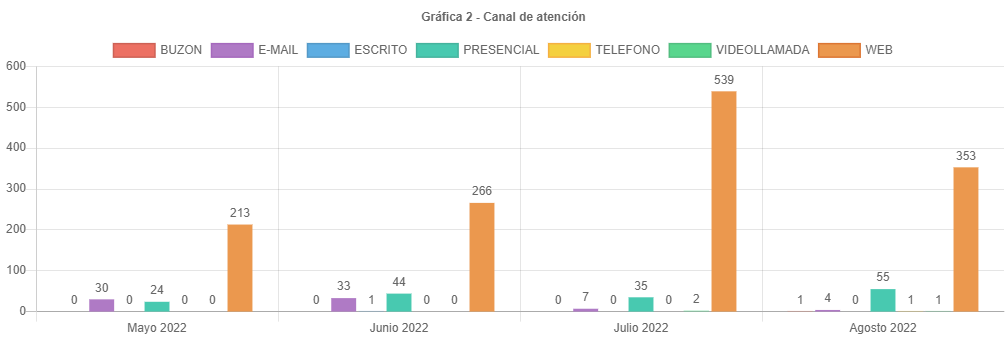 Gráfica 2 - Canal de atención
BUZON E-MAIL ESCRITO PRESENCIAL TELEFONO VIDEOLLAMADA WEB
600
500
400
300
200
100
0
0 30 0 24 0 0 213
0 33 1 44 0 0 266
0 7 0 35 0 2 539
1 4 0 55 1 1 353
Mayo 2022 Junio 2022 Julio 2022 Agosto 2022